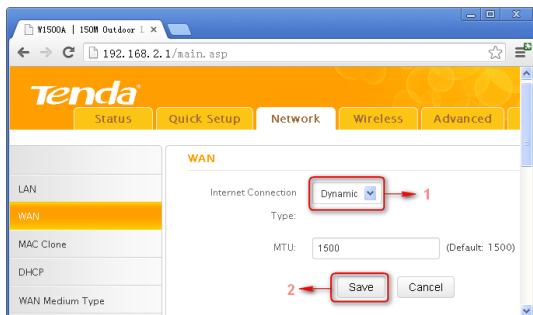 W1500A | 150M Outdoor
192.168.2.1/main.asp
Tenda
Status
Quick Setup
Network
Wireless
Advanced
LAN
WAN
MAC Clone
DHCP
WAN Medium Type
WAN
Internet Connection
Type:
Dynamic
1
MTU:
1500
(Default: 1500)
2
Save
Cancel